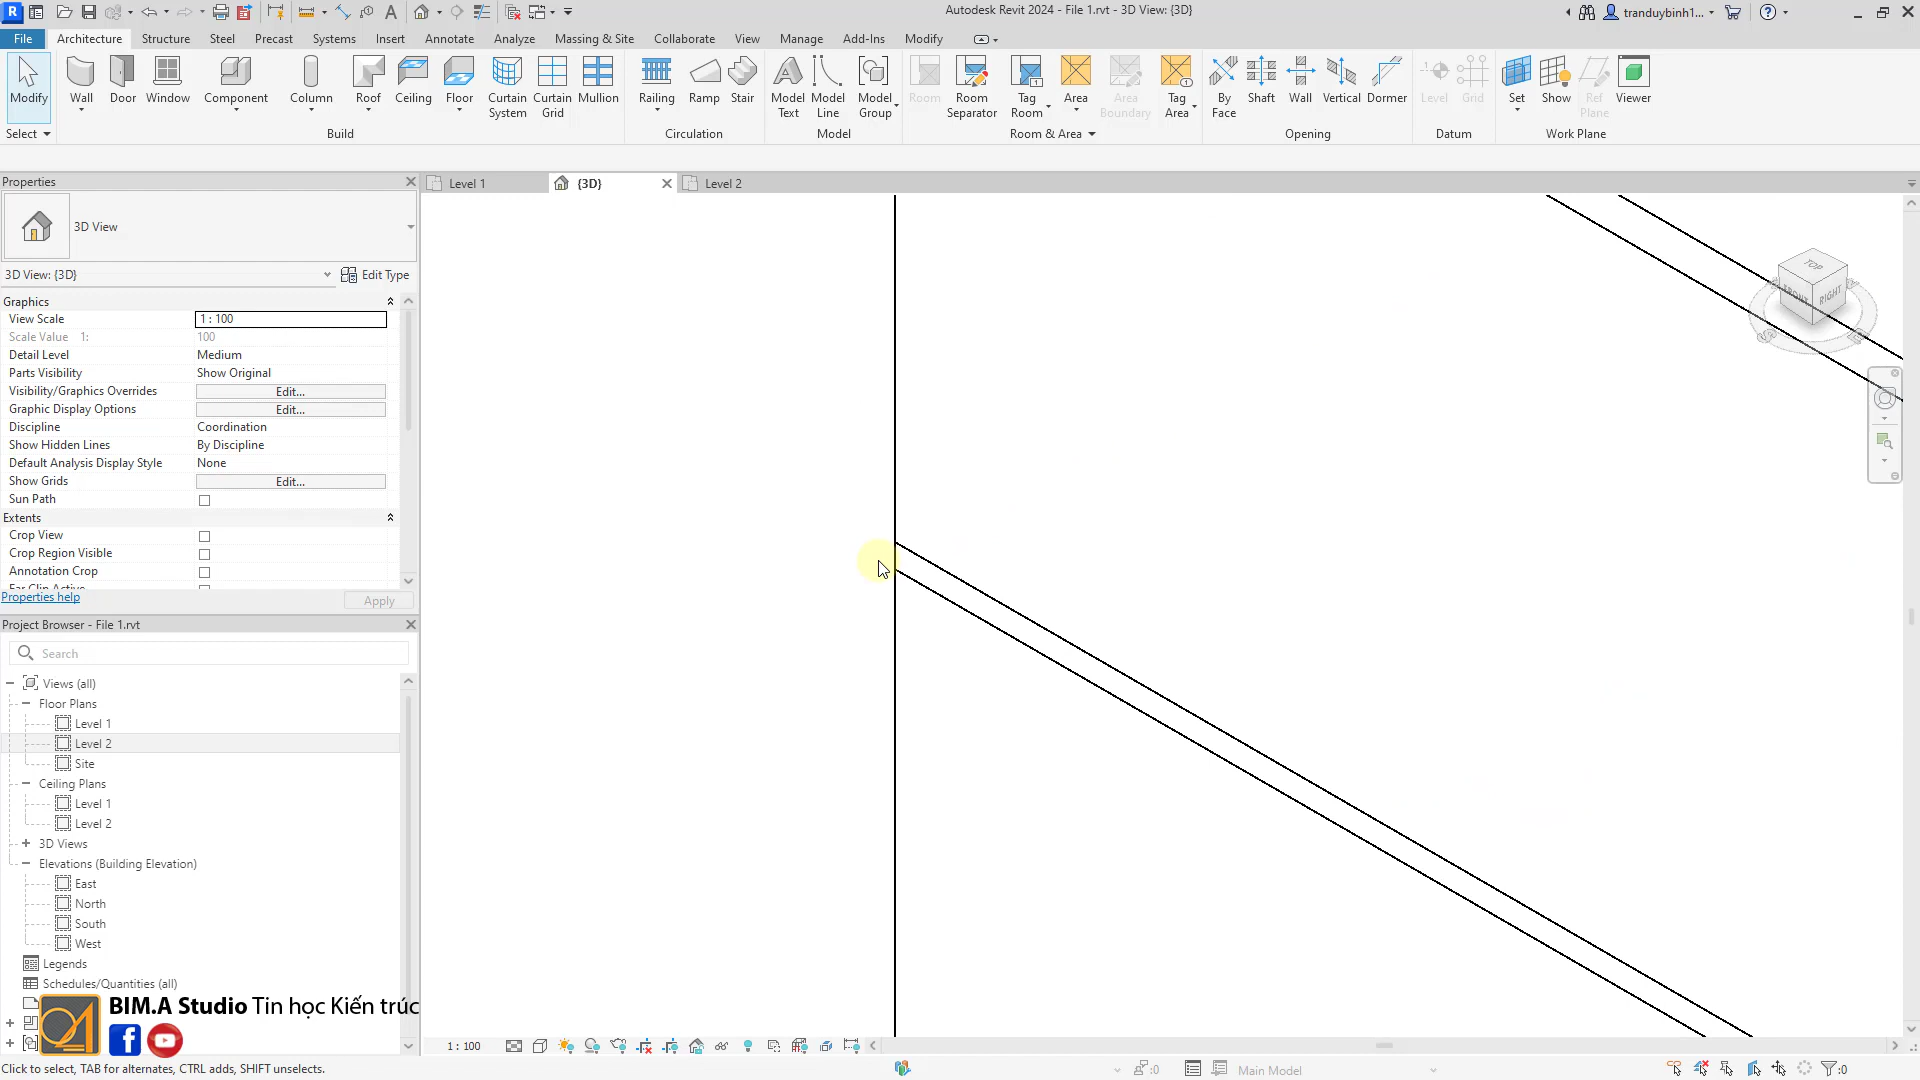 Autodesk Revit 2024 - File 1.rvt - 3D View: {3D}
tranduybinh1...
File Architecture Structure Steel Precast Systems Insert Annotate Analyze Massing & Site Collaborate View Manage Add-Ins Modify
Modify Wall Door Window Component Column Roof Ceiling Floor Curtain System Curtain Grid Mullion Railing Ramp Stair Model Text Model Line Model Group Room Room Separator Tag Room Area Area Boundary Tag Area By Face Shaft Wall Vertical Dormer Level Grid Set Show Ref Plane Viewer
Select Build Circulation Model Room & Area Opening Datum Work Plane
Properties
Level 1 {3D} Level 2
3D View
3D View: {3D} Edit Type
Graphics
View Scale 1 : 100
Scale Value 1: 100
Detail Level Medium
Parts Visibility Show Original
Visibility/Graphics Overrides Edit...
Graphic Display Options Edit...
Discipline Coordination
Show Hidden Lines By Discipline
Default Analysis Display Style None
Show Grids Edit...
Sun Path
Extents
Crop View
Crop Region Visible
Annotation Crop
Far Clip Active
Properties help Apply
TOP
FRONT RIGHT
Project Browser - File 1.rvt
Search
Views (all)
Floor Plans
Level 1
Level 2
Site
Ceiling Plans
Level 1
Level 2
3D Views
Elevations (Building Elevation)
East
North
South
West
Legends
Schedules/Quantities (all)
BIM.A Studio Tin học Kiến trúc
1 : 100
Click to select, TAB for alternates, CTRL adds, SHIFT unselects.
:0
Main Model
:0